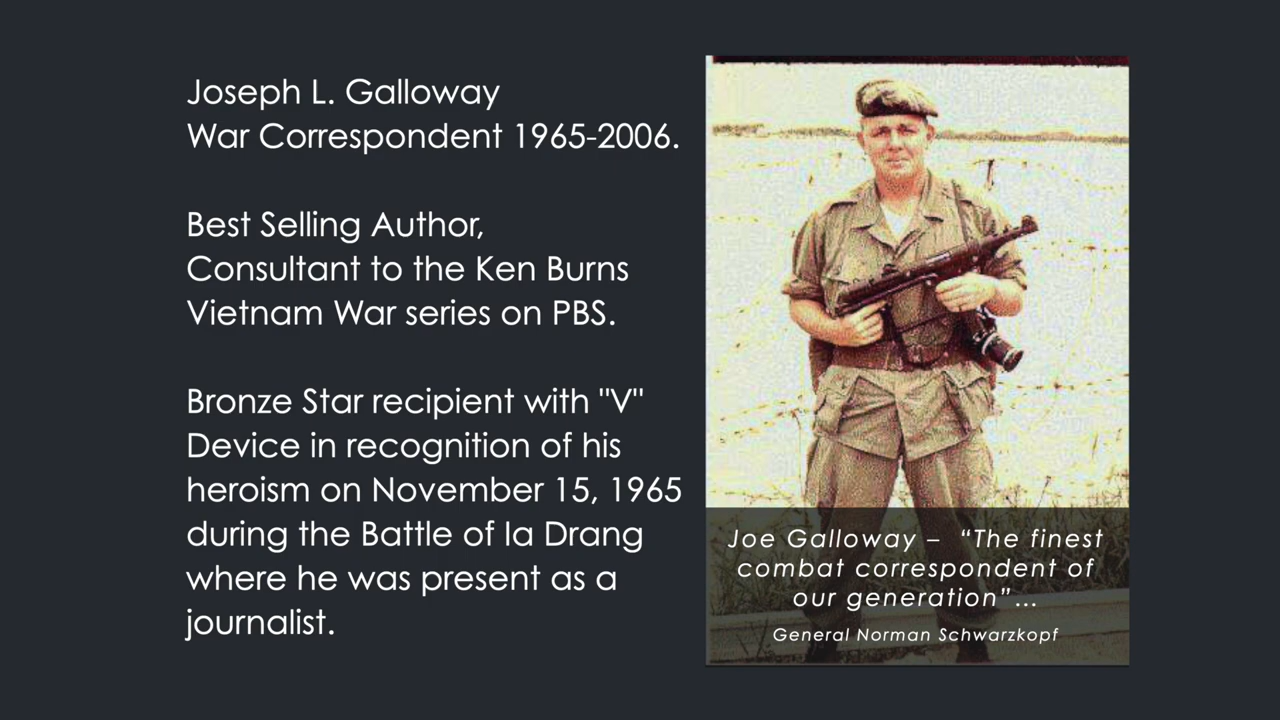 Joseph L. Galloway
War Correspondent 1965-2006.
Best Selling Author,
Consultant to the Ken Burns
Vietnam War series on PBS.
Bronze Star recipient with "V"
Device in recognition of his
heroism on November 15, 1965
during the Battle of Ia Drang
where he was present as a
journalist.
Joe Galloway – “The finest
combat correspondent of
our generation”...
General Norman Schwarzkopf